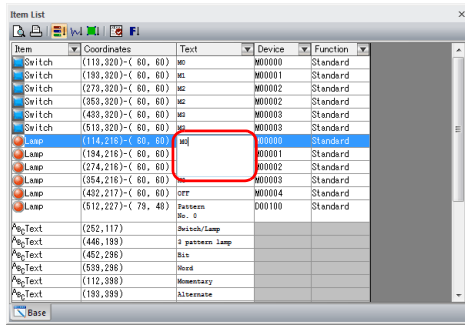 Item List
Item Coordinates Text Device Function
Switch (113,320)-( 60, 60) M0 M00000 Standard
Switch (193,320)-( 60, 60) M1 M00001 Standard
Switch (273,320)-( 60, 60) M2 M00002 Standard
Switch (353,320)-( 60, 60) M2 M00002 Standard
Switch (433,320)-( 60, 60) M3 M00003 Standard
Switch (513,320)-( 60, 60) M3 M00003 Standard
Lamp (114,216)-( 60, 60) M0 M00000 Standard
Lamp (194,216)-( 60, 60) M00001 Standard
Lamp (274,216)-( 60, 60) M00002 Standard
Lamp (354,216)-( 60, 60) M00003 Standard
Lamp (432,217)-( 60, 60) OFF M00004 Standard
Lamp (512,227)-( 79, 48) Pattern D00100 Standard
No. 0
Text (252,117) Switch/Lamp
Text (446,199) 3 pattern lamp
Text (452,296) Bit
Text (539,296) Word
Text (112,398) Momentary
Text (193,399) Alternate
Base